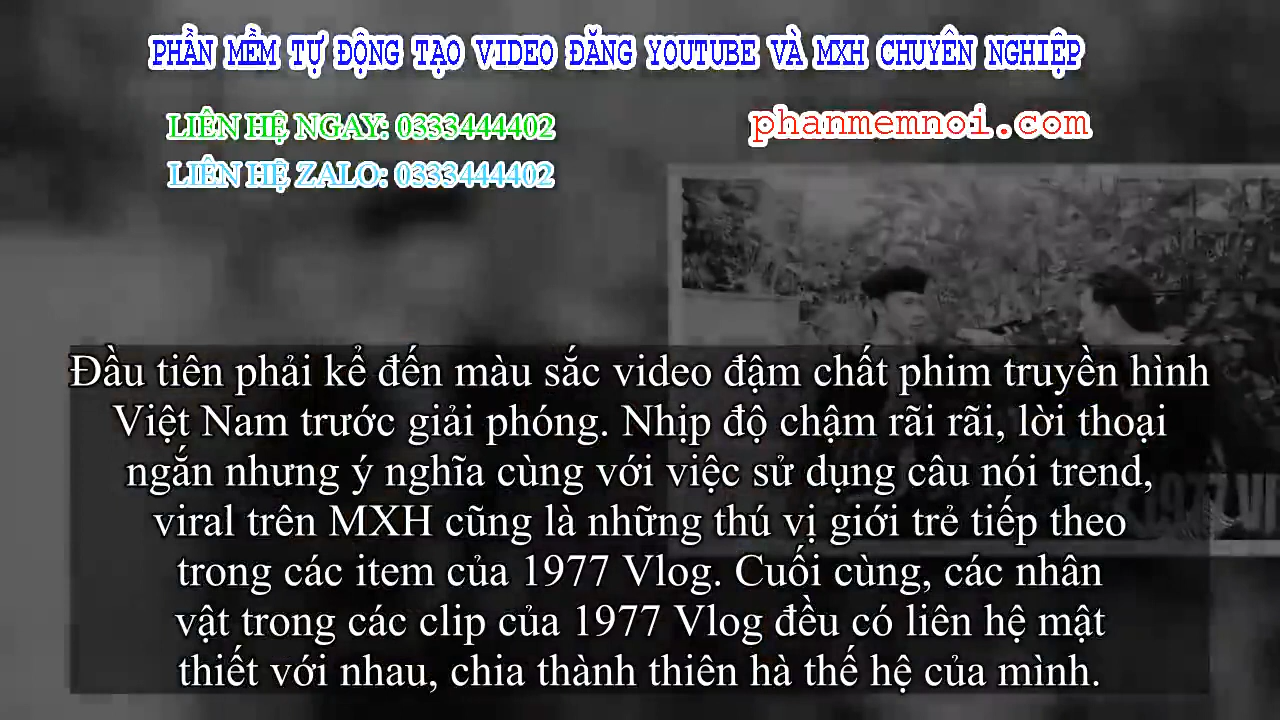 PHẦN MỀM TỰ ĐỘNG TẠO VIDEO ĐĂNG YOUTUBE VÀ MXH CHUYÊN NGHIỆP
LIÊN HỆ NGAY: 0333444402
phanmemnoi.com
LIÊN HỆ ZALO: 0333444402
Đầu tiên phải kể đến màu sắc video đậm chất phim truyền hình
Việt Nam trước giải phóng. Nhịp độ chậm rãi rãi, lời thoại
ngắn nhưng ý nghĩa cùng với việc sử dụng câu nói trend,
viral trên MXH cũng là những thú vị giới trẻ tiếp theo
trong các item của 1977 Vlog. Cuối cùng, các nhân
vật trong các clip của 1977 Vlog đều có liên hệ mật
thiết với nhau, chia thành thiên hà thế hệ của mình.